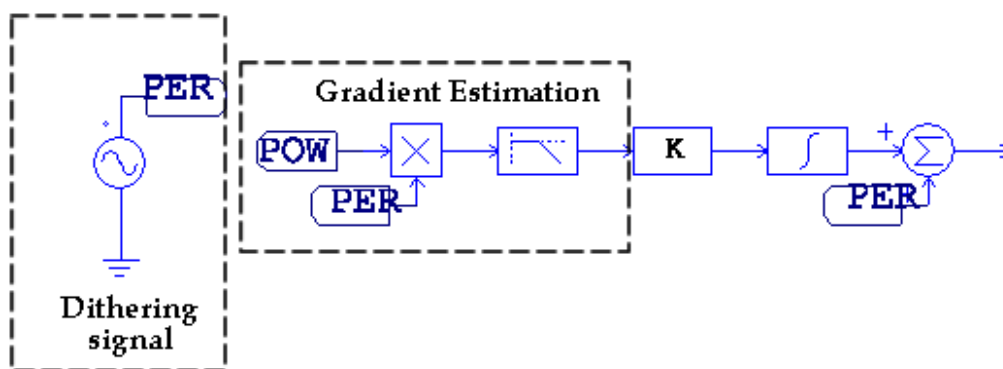 PER
Gradient Estimation
POW
PER
K
∫
+
Σ
PER
Dithering
signal